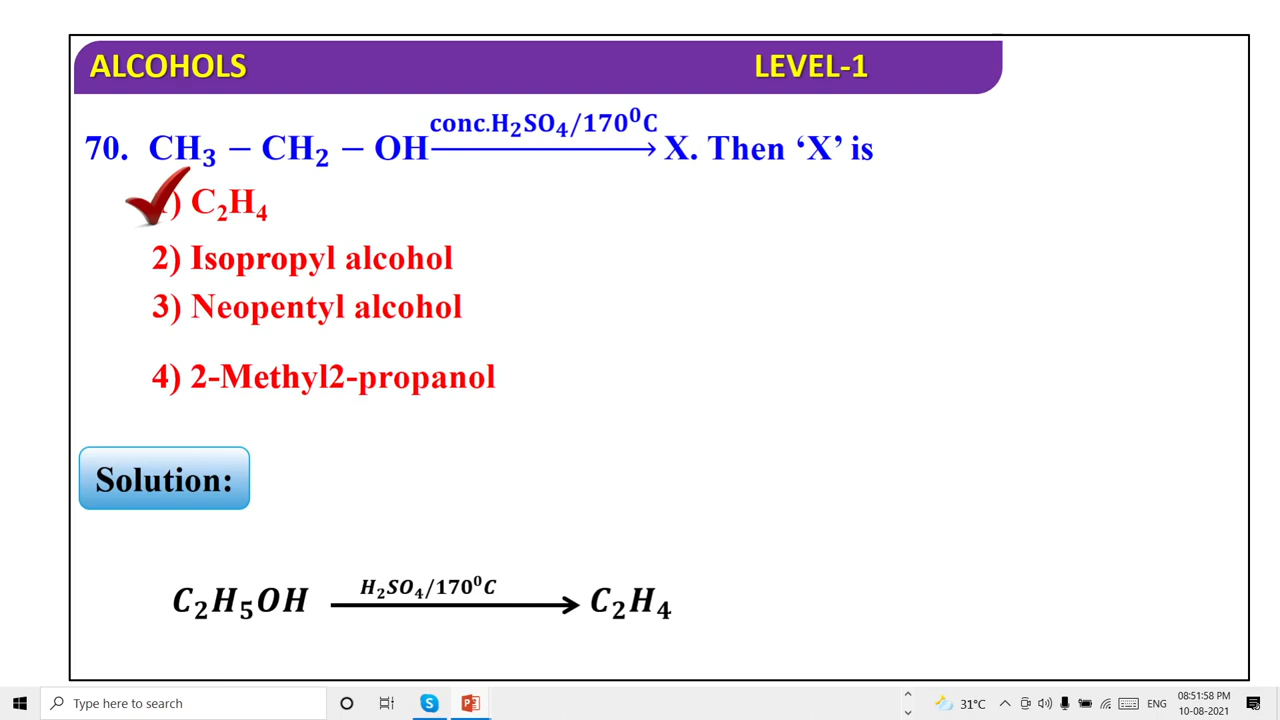 ALCOHOLS LEVEL-1
70. CH₃ − CH₂ − OH conc.H₂SO₄/170⁰C → X. Then ‘X’ is
) C₂H₄
2) Isopropyl alcohol
3) Neopentyl alcohol
4) 2-Methyl2-propanol
Solution:
C₂H₅OH H₂SO₄/170⁰C → C₂H₄
Type here to search 31°C ENG 08:51:58 PM
10-08-2021